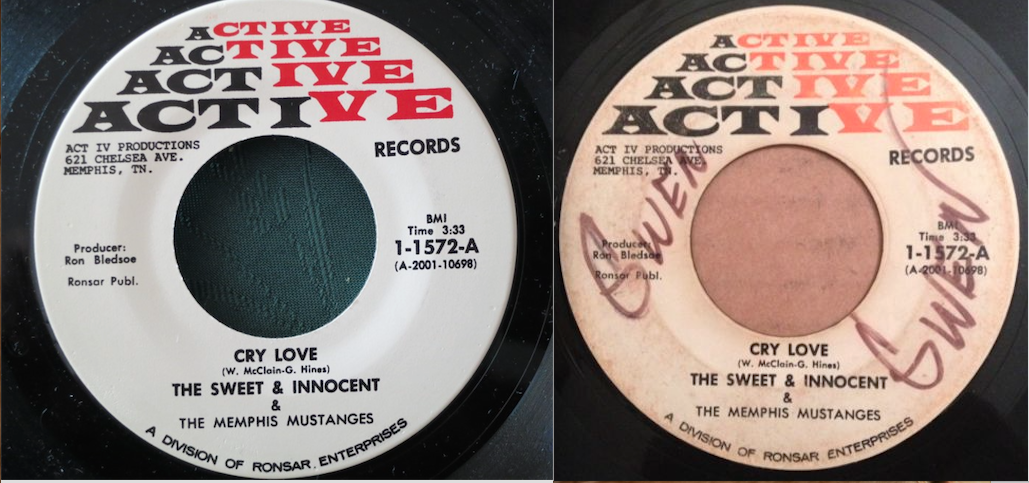 ACTIVE
ACTIVE
ACTIVE
ACTIVE
RECORDS
ACT IV PRODUCTIONS
621 CHELSEA AVE.
MEMPHIS, TN.
BMI
Time 3:33
1-1572-A
(A-2001-10698)
Producer:
Ron Bledsoe
Ronsar Publ.
CRY LOVE
(W. McClain-G. Hines)
THE SWEET & INNOCENT
&
THE MEMPHIS MUSTANGES
A DIVISION OF RONSAR ENTERPRISES
ACTIVE
ACTIVE
ACTIVE
ACTIVE
RECORDS
ACT IV PRODUCTIONS
621 CHELSEA AVE.
MEMPHIS, TN.
GWEN
BMI
Time 3:33
1-1572-A
(A-2001-10698)
Producer:
Ron Bledsoe
Ronsar Publ.
GWEN
CRY LOVE
(W. McClain-G. Hines)
THE SWEET & INNOCENT
&
THE MEMPHIS MUSTANGES
A DIVISION OF RONSAR ENTERPRISES